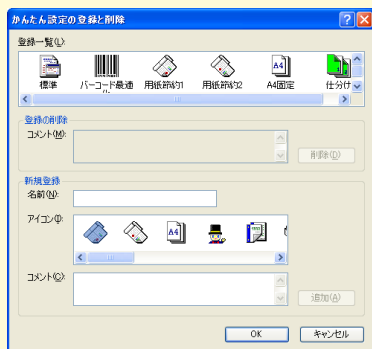 かんたん設定の登録と削除
登録一覧(L):
標準 バーコード最適化 用紙節約1 用紙節約2 A4固定 仕分け
登録の削除
コメント(M):
削除(D)
新規登録
名前(N):
アイコン(I):
コメント(C):
追加(A)
OK キャンセル